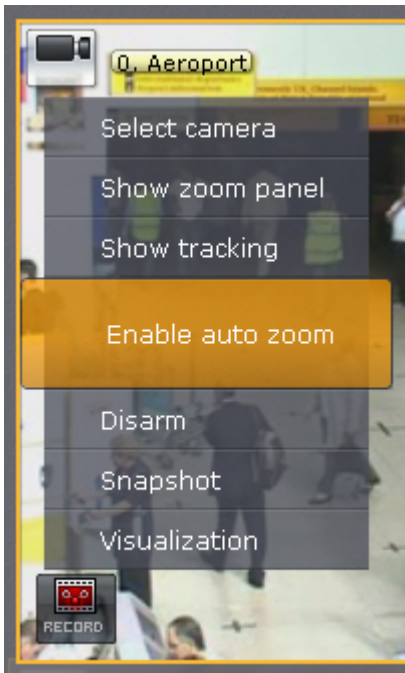 0. Aeroport
Select camera
Show zoom panel
Show tracking
Enable auto zoom
Disarm
Snapshot
Visualization
RECORD